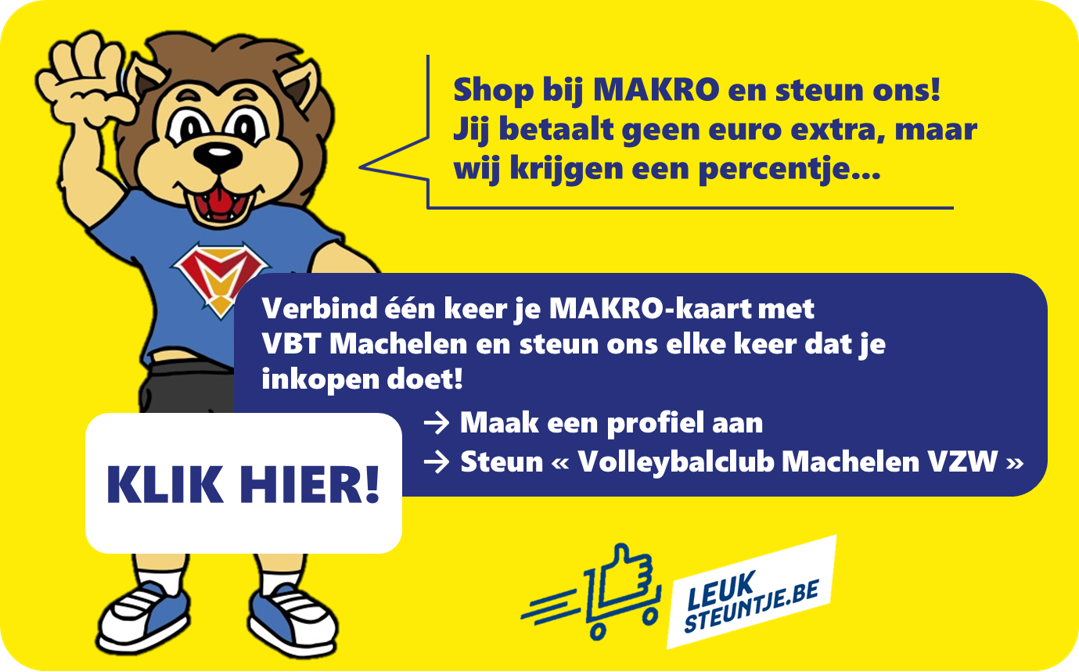 Shop bij MAKRO en steun ons!
Jij betaalt geen euro extra, maar
wij krijgen een percentje...
Verbind één keer je MAKRO-kaart met
VBT Machelen en steun ons elke keer dat je
inkopen doet!
→ Maak een profiel aan
→ Steun « Volleybalclub Machelen VZW »
KLIK HIER!
LEUK
STEUNTJE.BE